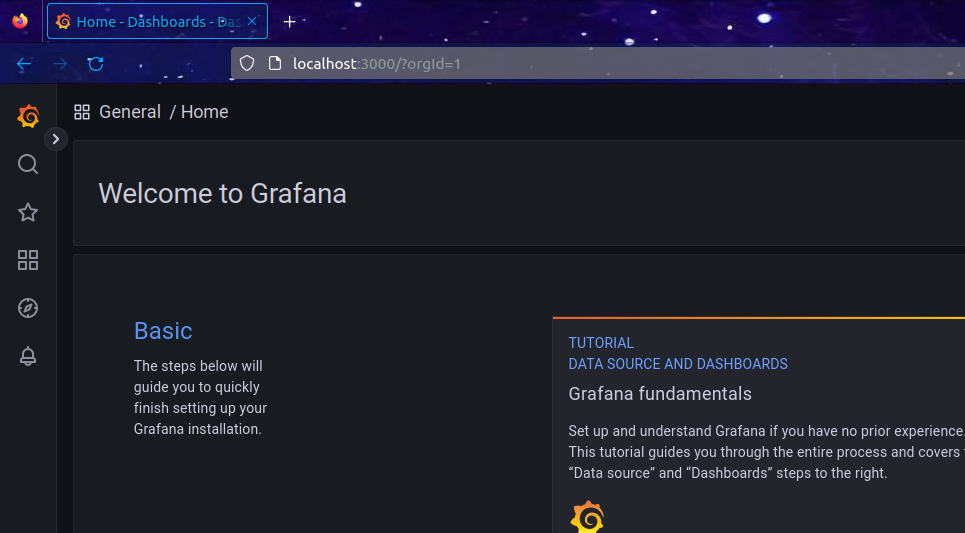 Home - Dashboards - Das
localhost:3000/?orgId=1
General / Home
Welcome to Grafana
Basic
The steps below will
guide you to quickly
finish setting up your
Grafana installation.
TUTORIAL
DATA SOURCE AND DASHBOARDS
Grafana fundamentals
Set up and understand Grafana if you have no prior experience.
This tutorial guides you through the entire process and covers
“Data source” and “Dashboards” steps to the right.